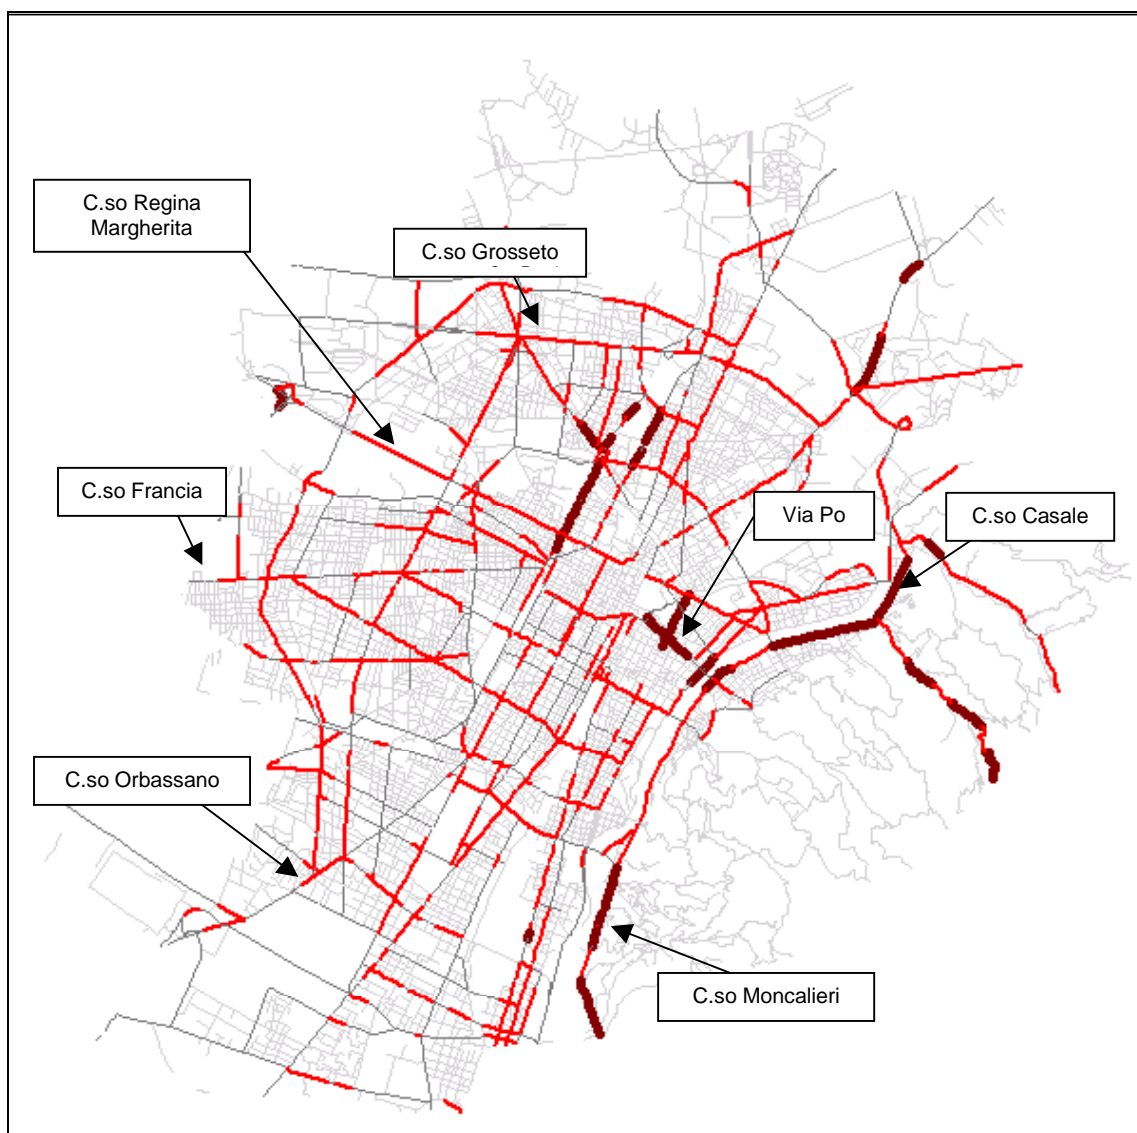 C.so Regina
Margherita
C.so Grosseto
C.so Francia
Via Po
C.so Casale
C.so Orbassano
C.so Moncalieri